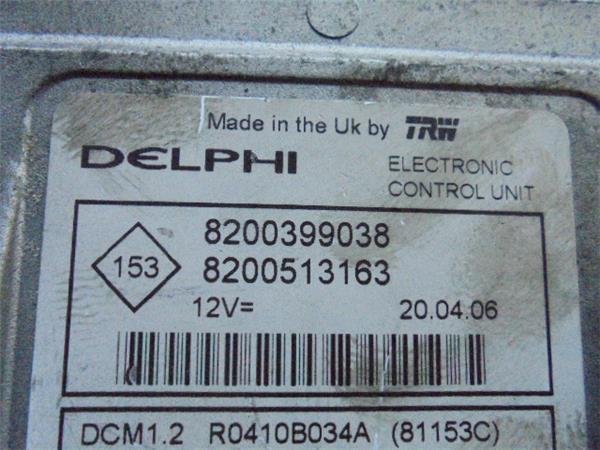 Made in the Uk by TRW
DELPHI
ELECTRONIC
CONTROL UNIT
153
8200399038
8200513163
12V=
20.04.06
DCM1.2 R0410B034A (81153C)